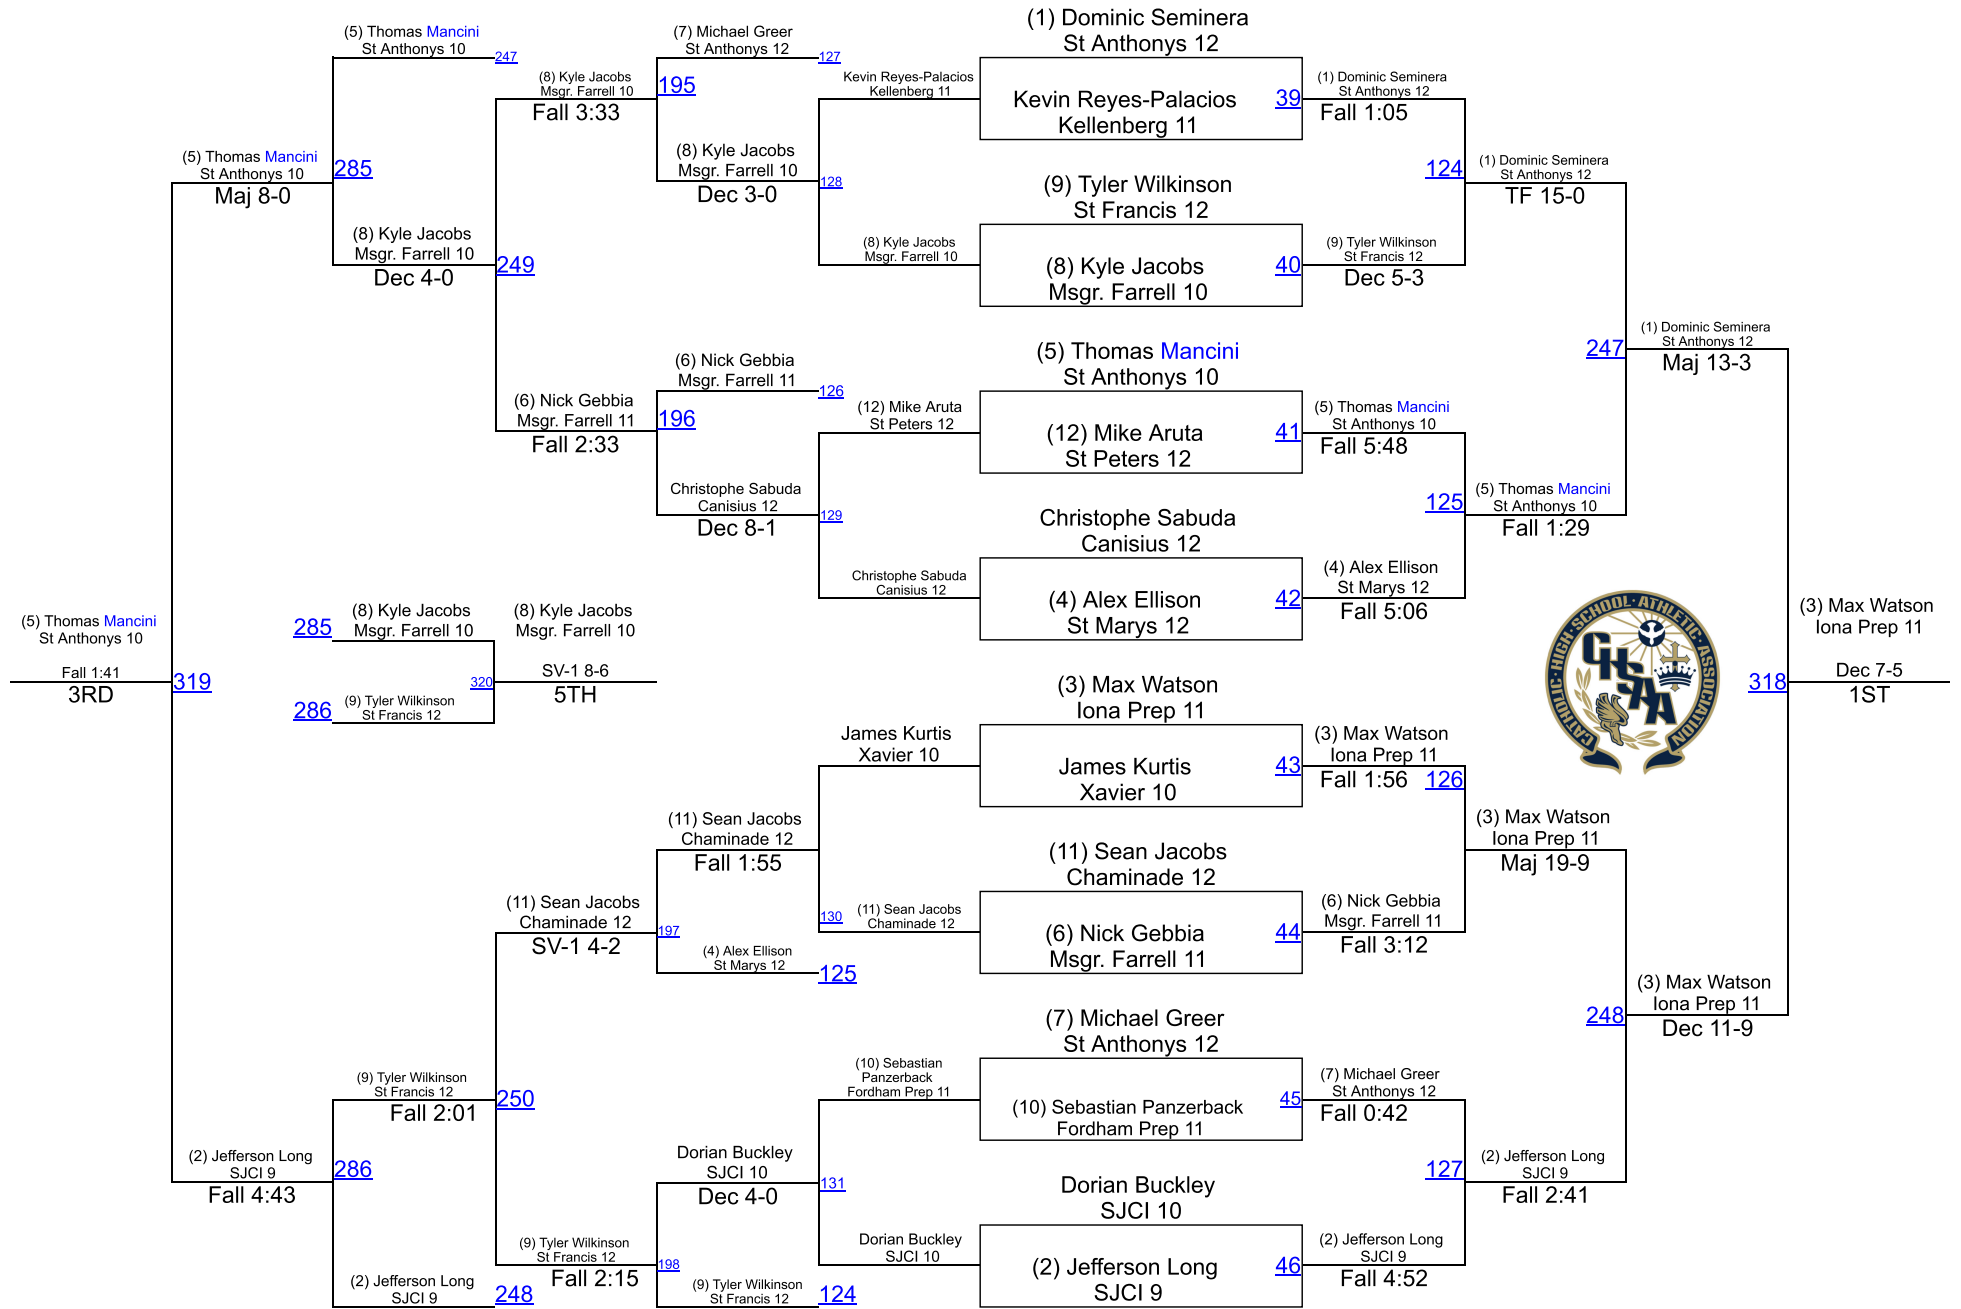 (5) Thomas Mancini
St Anthonys 10
247
(8) Kyle Jacobs
Msgr. Farrell 10
Fall 3:33
(7) Michael Greer
St Anthonys 12
127
195
(8) Kyle Jacobs
Msgr. Farrell 10
Dec 3-0
128
Kevin Reyes-Palacios
Kellenberg 11
(8) Kyle Jacobs
Msgr. Farrell 10
(5) Thomas Mancini
St Anthonys 10
Maj 8-0
285
(8) Kyle Jacobs
Msgr. Farrell 10
Dec 4-0
249
(6) Nick Gebbia
Msgr. Farrell 11
Fall 2:33
(6) Nick Gebbia
Msgr. Farrell 11
126
196
Christophe Sabuda
Canisius 12
Dec 8-1
129
(12) Mike Aruta
St Peters 12
Christophe Sabuda
Canisius 12
(5) Thomas Mancini
St Anthonys 10
Fall 1:41
3RD
319
285
(8) Kyle Jacobs
Msgr. Farrell 10
286
(9) Tyler Wilkinson
St Francis 12
320
(8) Kyle Jacobs
Msgr. Farrell 10
SV-1 8-6
5TH
James Kurtis
Xavier 10
(11) Sean Jacobs
Chaminade 12
Fall 1:55
130
(11) Sean Jacobs
Chaminade 12
(11) Sean Jacobs
Chaminade 12
SV-1 4-2
197
(4) Alex Ellison
St Marys 12
125
(9) Tyler Wilkinson
St Francis 12
Fall 2:01
250
(2) Jefferson Long
SJCI 9
Fall 4:43
286
(2) Jefferson Long
SJCI 9
248
(9) Tyler Wilkinson
St Francis 12
Fall 2:15
Dorian Buckley
SJCI 10
Dec 4-0
131
198
(9) Tyler Wilkinson
St Francis 12
124
(10) Sebastian
Panzerback
Fordham Prep 11
Dorian Buckley
SJCI 10
(1) Dominic Seminera
St Anthonys 12
Kevin Reyes-Palacios
Kellenberg 11
39
(9) Tyler Wilkinson
St Francis 12
(8) Kyle Jacobs
Msgr. Farrell 10
40
(5) Thomas Mancini
St Anthonys 10
(12) Mike Aruta
St Peters 12
41
Christophe Sabuda
Canisius 12
(4) Alex Ellison
St Marys 12
42
(3) Max Watson
Iona Prep 11
James Kurtis
Xavier 10
43
(11) Sean Jacobs
Chaminade 12
(6) Nick Gebbia
Msgr. Farrell 11
44
(7) Michael Greer
St Anthonys 12
(10) Sebastian Panzerback
Fordham Prep 11
45
Dorian Buckley
SJCI 10
(2) Jefferson Long
SJCI 9
46
(1) Dominic Seminera
St Anthonys 12
Fall 1:05
124
(9) Tyler Wilkinson
St Francis 12
Dec 5-3
(1) Dominic Seminera
St Anthonys 12
TF 15-0
(5) Thomas Mancini
St Anthonys 10
Fall 5:48
125
(4) Alex Ellison
St Marys 12
Fall 5:06
(5) Thomas Mancini
St Anthonys 10
Fall 1:29
247
(1) Dominic Seminera
St Anthonys 12
Maj 13-3
CATHOLIC·HIGH·SCHOOL·ATHLETIC·ASSOCIATION
CHSAA
318
(3) Max Watson
Iona Prep 11
Dec 7-5
1ST
(3) Max Watson
Iona Prep 11
Fall 1:56
126
(6) Nick Gebbia
Msgr. Farrell 11
Fall 3:12
(3) Max Watson
Iona Prep 11
Maj 19-9
248
(3) Max Watson
Iona Prep 11
Dec 11-9
(7) Michael Greer
St Anthonys 12
Fall 0:42
127
(2) Jefferson Long
SJCI 9
Fall 4:52
(2) Jefferson Long
SJCI 9
Fall 2:41